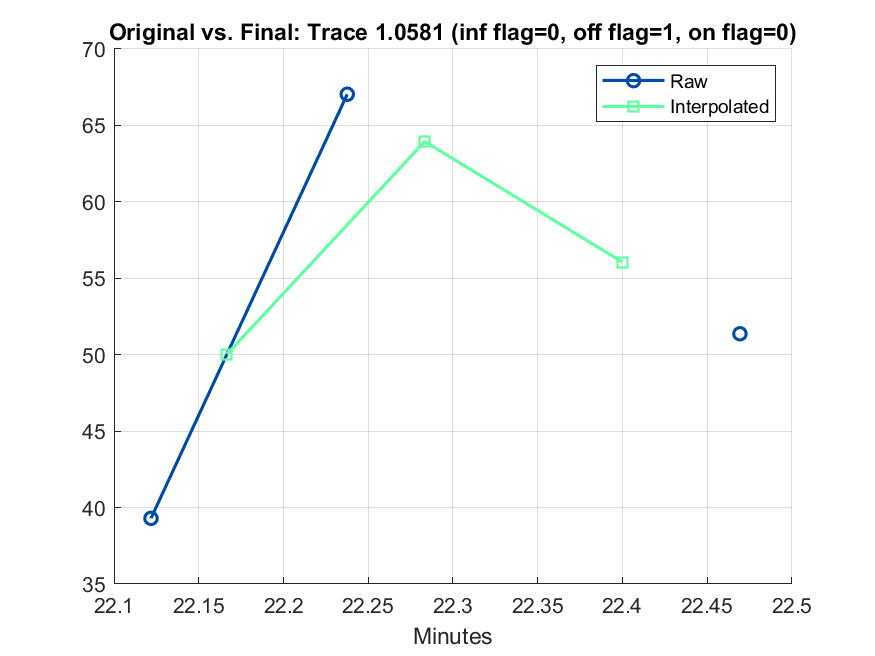 Original vs. Final: Trace 1.0581 (inf flag=0, off flag=1, on flag=0)
70
65
60
55
50
45
40
35
Raw
Interpolated
22.1 22.15 22.2 22.25 22.3 22.35 22.4 22.45 22.5
Minutes